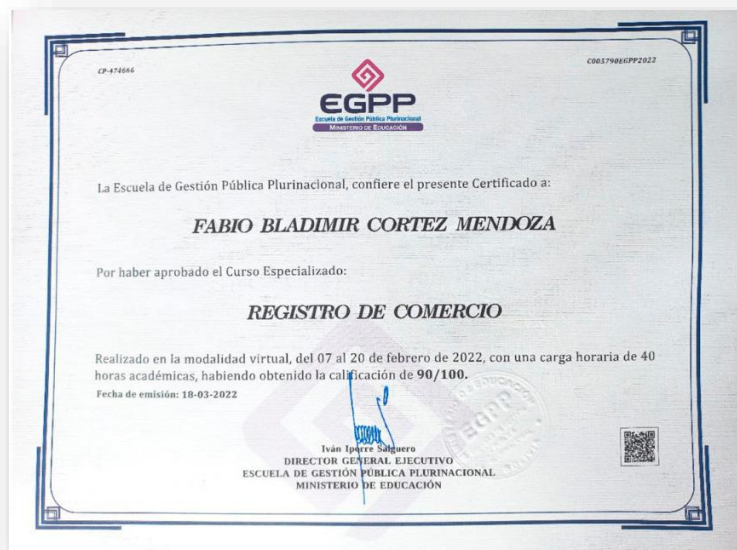 CP-474666
C005790EGPP2022
EGPP
Escuela de Gestión Pública Plurinacional
MINISTERIO DE EDUCACIÓN
La Escuela de Gestión Pública Plurinacional, confiere el presente Certificado a:
FABIO BLADIMIR CORTEZ MENDOZA
Por haber aprobado el Curso Especializado:
REGISTRO DE COMERCIO
Realizado en la modalidad virtual, del 07 al 20 de febrero de 2022, con una carga horaria de 40
horas académicas, habiendo obtenido la calificación de 90/100.
Fecha de emisión: 18-03-2022
EGPP
Iván Iporre Salguero
DIRECTOR GENERAL EJECUTIVO
ESCUELA DE GESTIÓN PÚBLICA PLURINACIONAL
MINISTERIO DE EDUCACIÓN